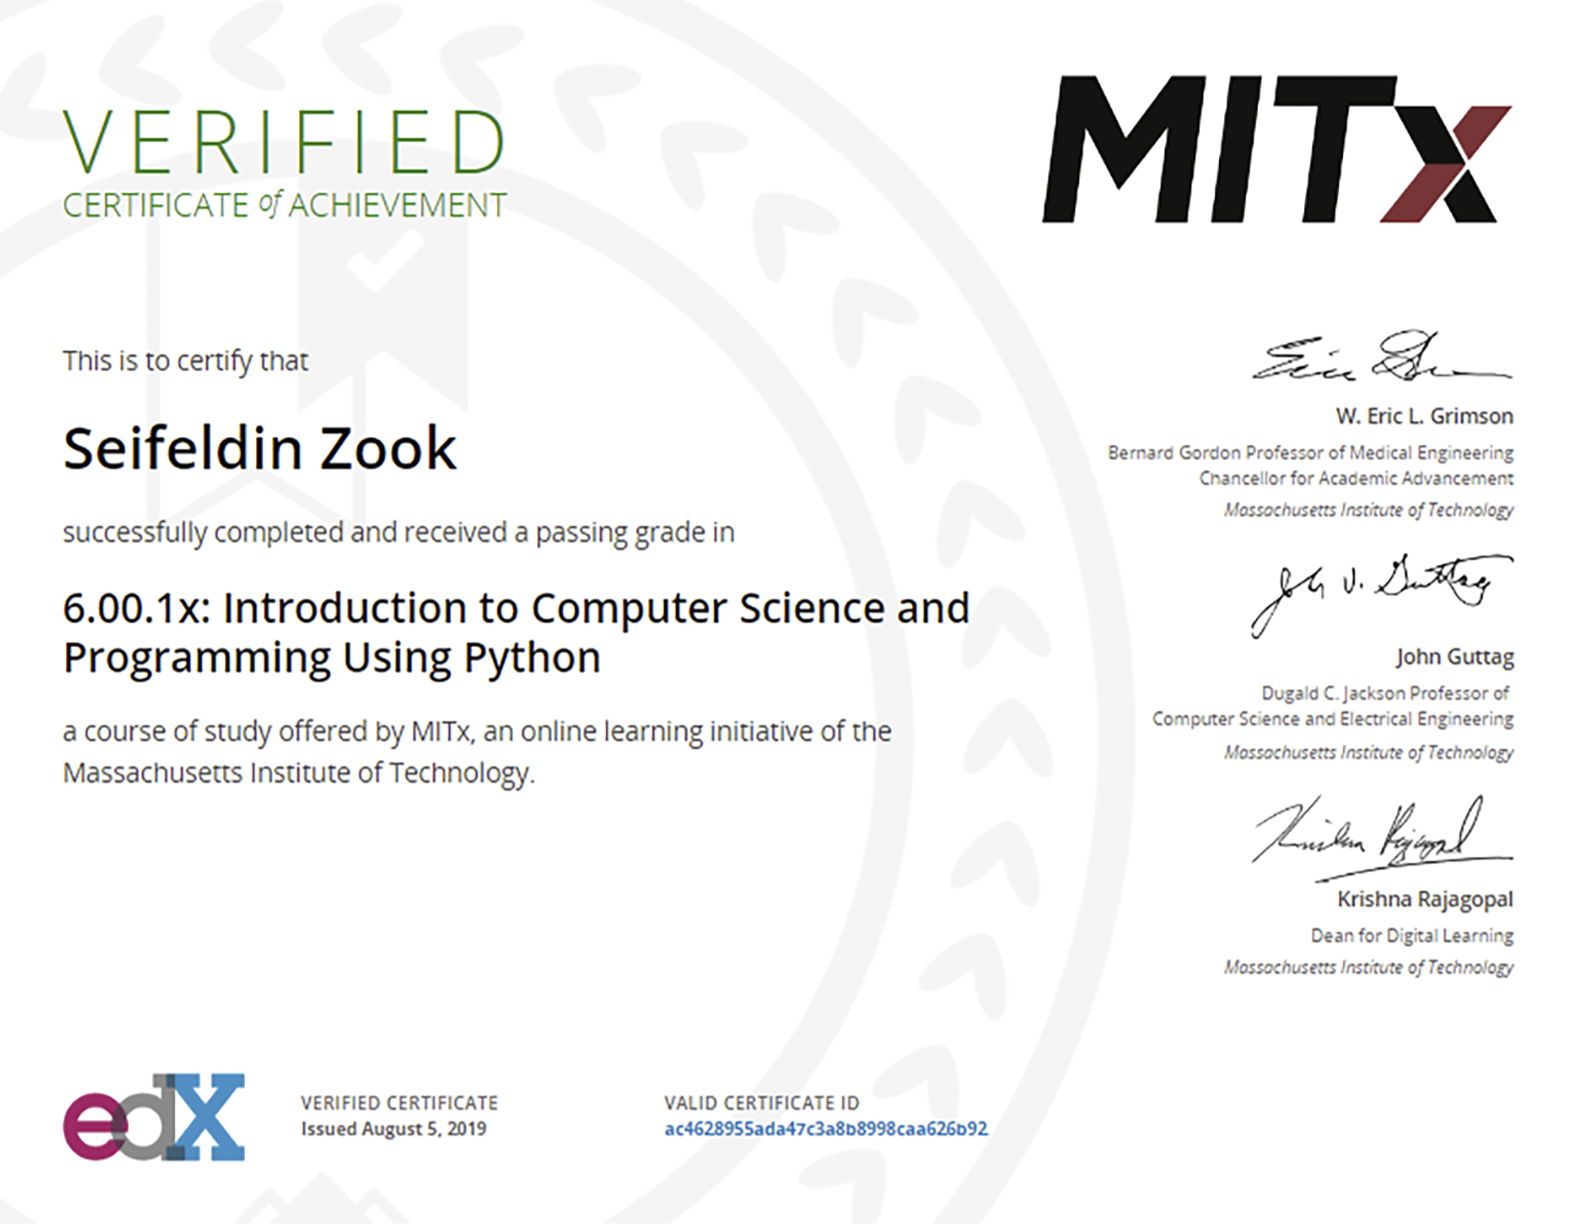 VERIFIED
CERTIFICATE of ACHIEVEMENT
MITx
This is to certify that
Seifeldin Zook
successfully completed and received a passing grade in
6.00.1x: Introduction to Computer Science and
Programming Using Python
a course of study offered by MITx, an online learning initiative of the
Massachusetts Institute of Technology.
W. Eric L. Grimson
Bernard Gordon Professor of Medical Engineering
Chancellor for Academic Advancement
Massachusetts Institute of Technology
John V. Guttag
John Guttag
Dugald C. Jackson Professor of
Computer Science and Electrical Engineering
Massachusetts Institute of Technology
Krishna Rajagopal
Krishna Rajagopal
Dean for Digital Learning
Massachusetts Institute of Technology
edX
VERIFIED CERTIFICATE
Issued August 5, 2019
VALID CERTIFICATE ID
ac4628955ada47c3a8b8998caa626b92